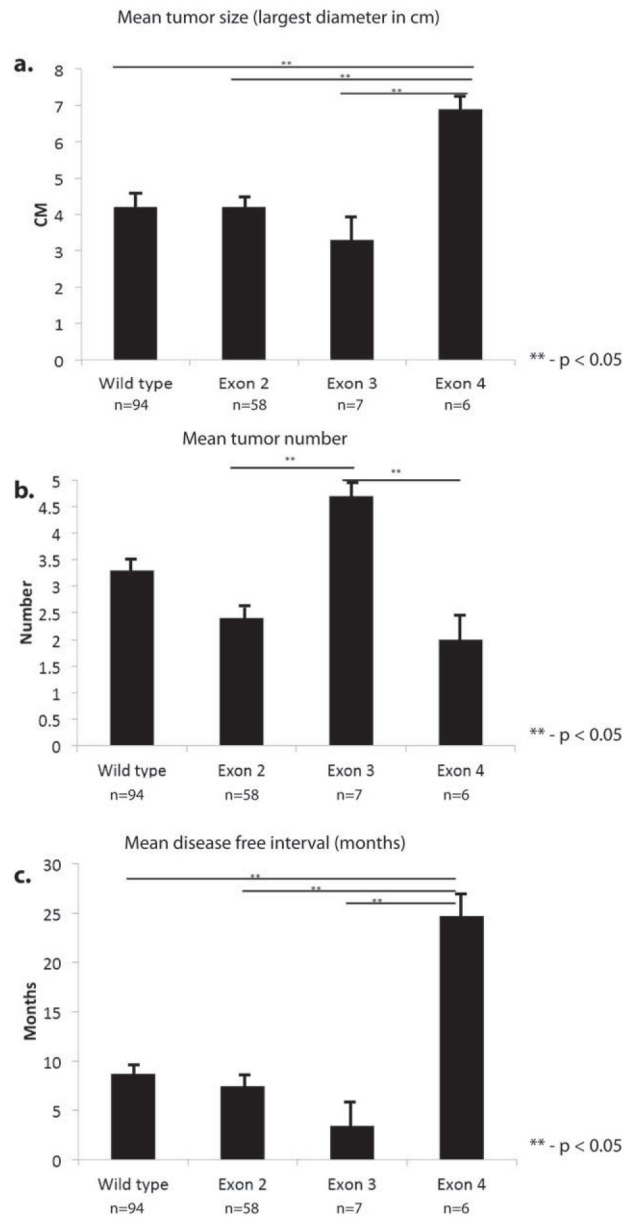 Mean tumor size (largest diameter in cm)
a.
8
**
**
7
**
6
5
4
3
2
1
0
CM
** - p < 0.05
Wild type Exon 2 Exon 3 Exon 4
n=94 n=58 n=7 n=6
Mean tumor number
b.
5
**
**
4.5
4
3.5
3
2.5
2
1.5
1
0.5
0
Number
** - p < 0.05
Wild type Exon 2 Exon 3 Exon 4
n=94 n=58 n=7 n=6
Mean disease free interval (months)
c.
30
**
**
**
25
20
15
10
5
0
Months
** - p < 0.05
Wild type Exon 2 Exon 3 Exon 4
n=94 n=58 n=7 n=6